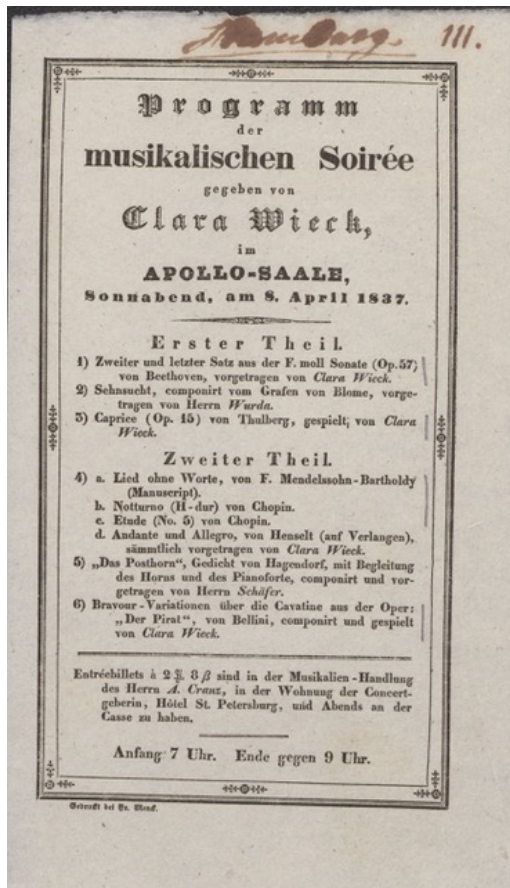 Hamburg. 111.
Programm
der
musikalischen Soirée
gegeben von
Clara Wieck,
im
APOLLO-SAALE,
Sonnabend, am 8. April 1837.
Erster Theil.
1) Zweiter und letzter Satz aus der F. moll Sonate (Op. 57)
von Beethoven, vorgetragen von Clara Wieck.
2) Sehnsucht, componirt vom Grafen von Blome, vorge-
tragen von Herrn Wurda.
3) Caprice (Op. 15) von Thalberg, gespielt, von Clara
Wieck.
Zweiter Theil.
4) a. Lied ohne Worte, von F. Mendelssohn-Bartholdy
(Manuscript).
b. Notturno (H-dur) von Chopin.
c. Etude (No. 5) von Chopin.
d. Andante und Allegro, von Henselt (auf Verlangen),
sämmtlich vorgetragen von Clara Wieck.
5) „Das Posthorn“, Gedicht von Hagendorf, mit Begleitung
des Horns und des Pianoforte, componirt und vor-
getragen von Herrn Schäfer.
6) Bravour-Variationen über die Cavatine aus der Oper:
„Der Pirat“, von Bellini, componirt und gespielt
von Clara Wieck.
Entréebillets à 2 ℳ 8 β sind in der Musikalien-Handlung
des Herrn A. Cranz, in der Wohnung der Concert-
geberin, Hôtel St. Petersburg, und Abends an der
Casse zu haben.
Anfang 7 Uhr. Ende gegen 9 Uhr.
Gedruckt bei